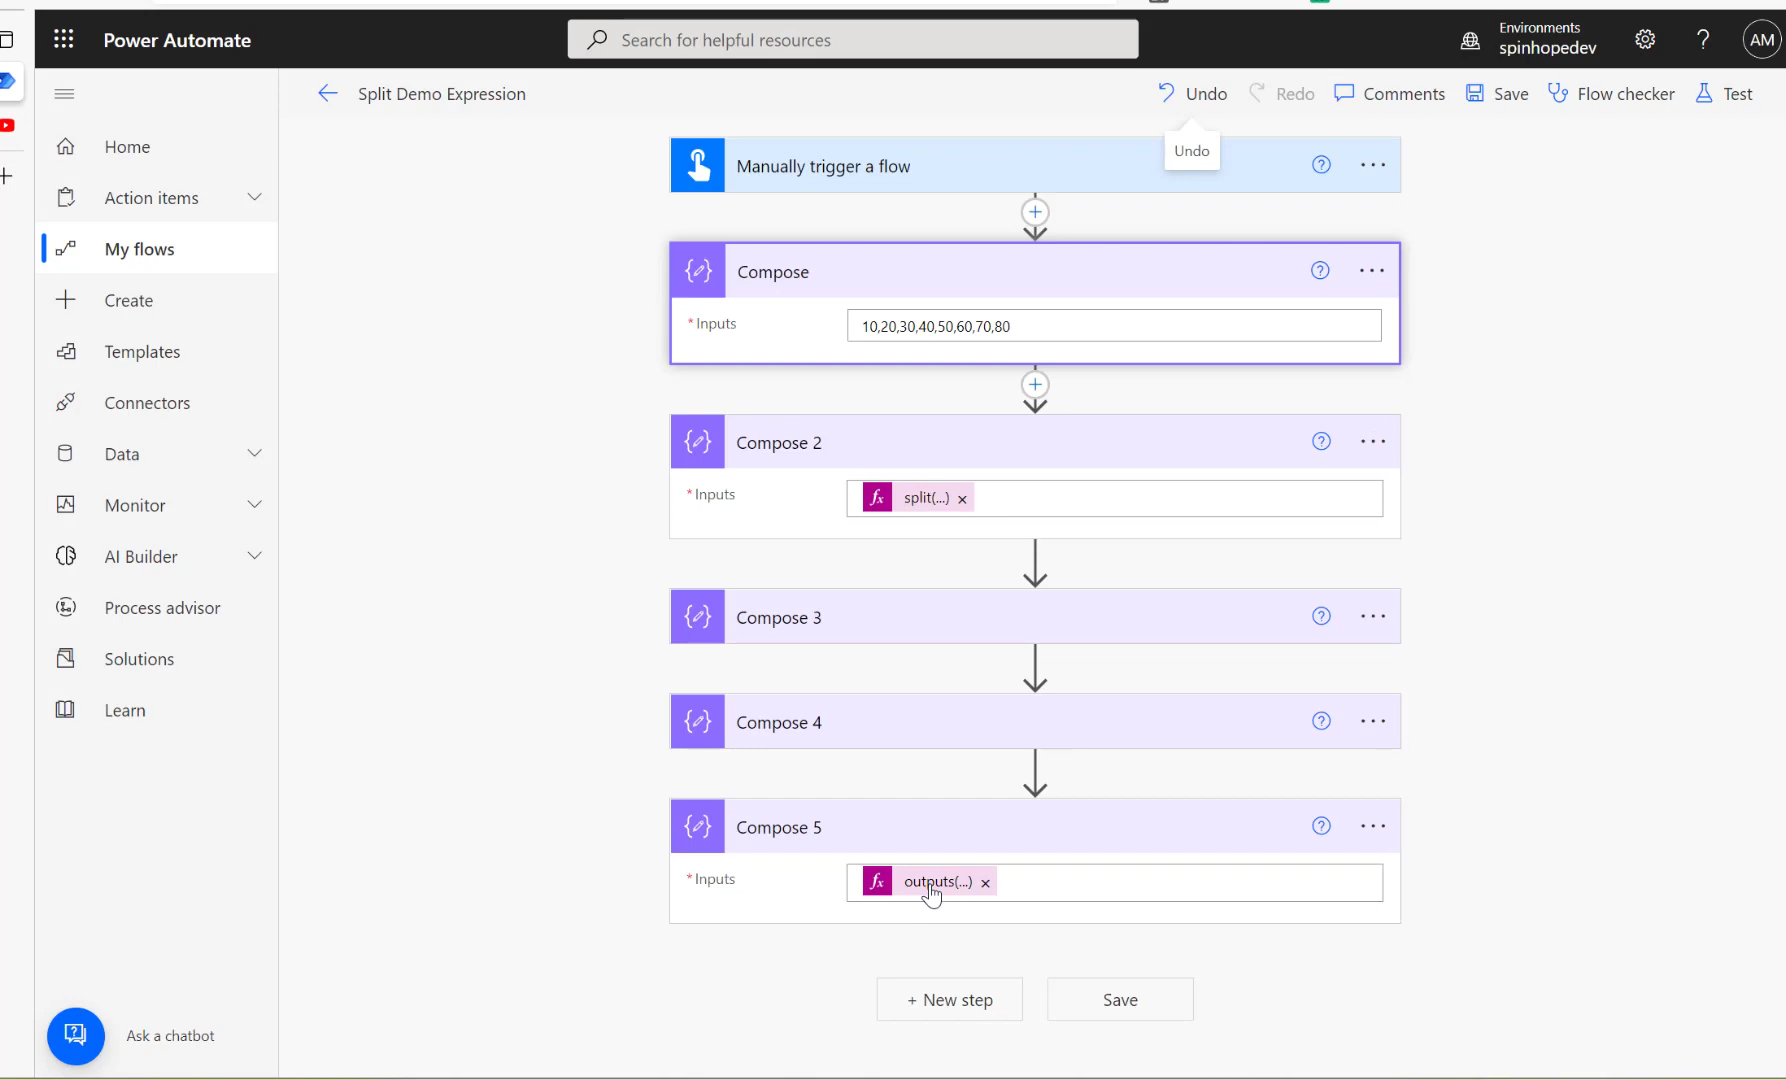 Power Automate
Search for helpful resources
Environments
spinhopedev
AM
Split Demo Expression
Undo
Redo
Comments
Save
Flow checker
Test
Undo
Home
Action items
My flows
Create
Templates
Connectors
Data
Monitor
AI Builder
Process advisor
Solutions
Learn
Ask a chatbot
Manually trigger a flow
Compose
* Inputs
10,20,30,40,50,60,70,80
Compose 2
* Inputs
fx split(...) ×
Compose 3
Compose 4
Compose 5
* Inputs
fx outputs(...) ×
+ New step
Save